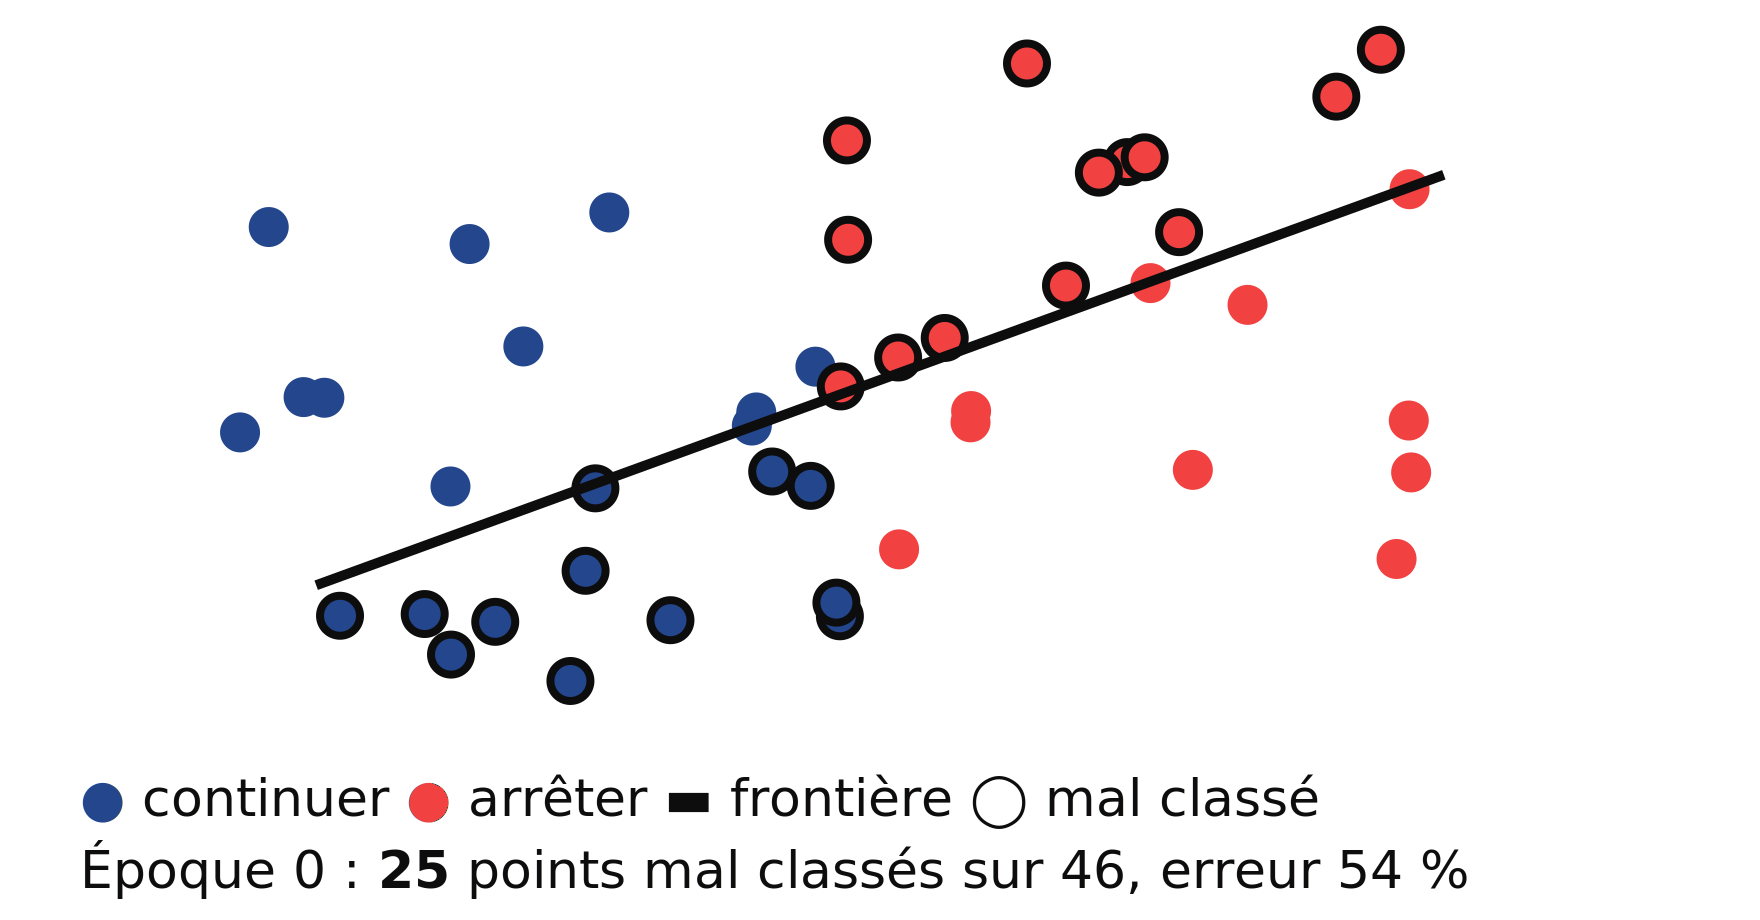 continuer arrêter frontière mal classé
Époque 0 : 25 points mal classés sur 46, erreur 54 %